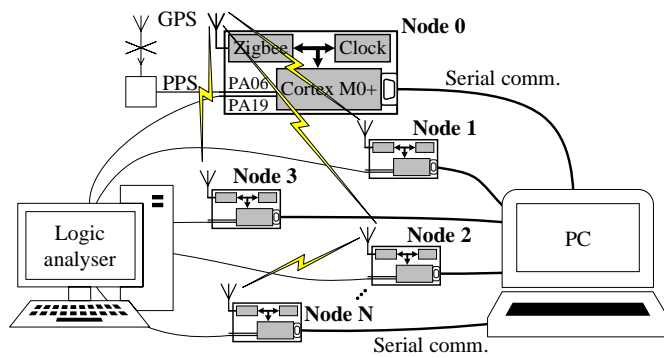 GPS
Node 0
Zigbee
Clock
PPS
PA06
Cortex M0+
PA19
Serial comm.
Node 1
Node 3
Node 2
Logic
analyser
PC
Node N
Serial comm.